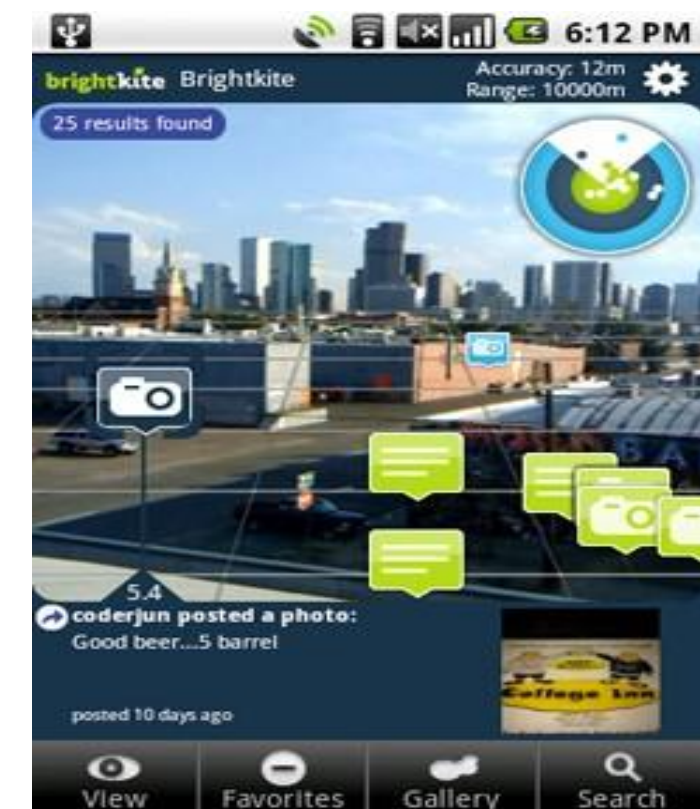 6:12 PM
brightkite Brightkite
Accuracy: 12m
Range: 10000m
25 results found
BA
5.4
coderjun posted a photo:
Good beer...5 barrel
posted 10 days ago
College Inn
View
Favorites
Gallery
Search